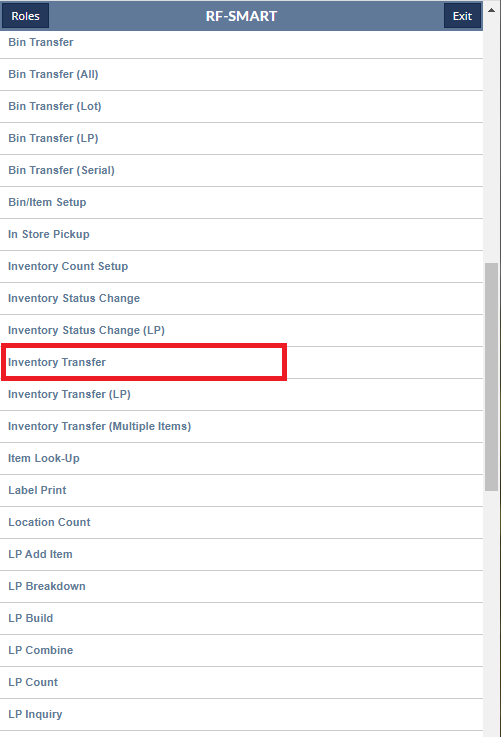 Roles RF-SMART Exit
Bin Transfer
Bin Transfer (All)
Bin Transfer (Lot)
Bin Transfer (LP)
Bin Transfer (Serial)
Bin/Item Setup
In Store Pickup
Inventory Count Setup
Inventory Status Change
Inventory Status Change (LP)
Inventory Transfer
Inventory Transfer (LP)
Inventory Transfer (Multiple Items)
Item Look-Up
Label Print
Location Count
LP Add Item
LP Breakdown
LP Build
LP Combine
LP Count
LP Inquiry